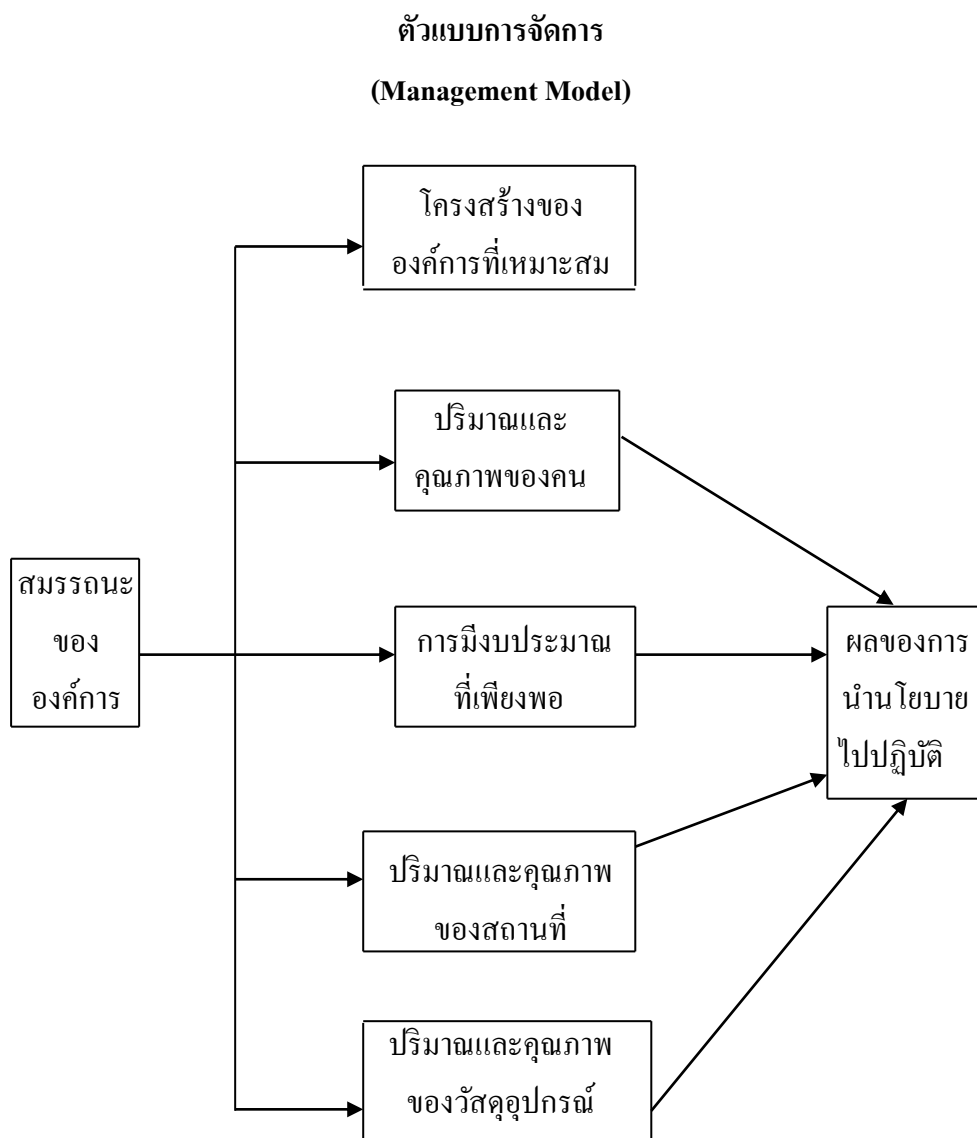 ตัวแบบการจัดการ
(Management Model)
โครงสร้างของ
องค์การที่เหมาะสม
ปริมาณและ
คุณภาพของคน
สมรรถนะ
ของ
องค์การ
การมีงบประมาณ
ที่เพียงพอ
ผลของการ
นำนโยบาย
ไปปฏิบัติ
ปริมาณและคุณภาพ
ของสถานที่
ปริมาณและคุณภาพ
ของวัสดุอุปกรณ์